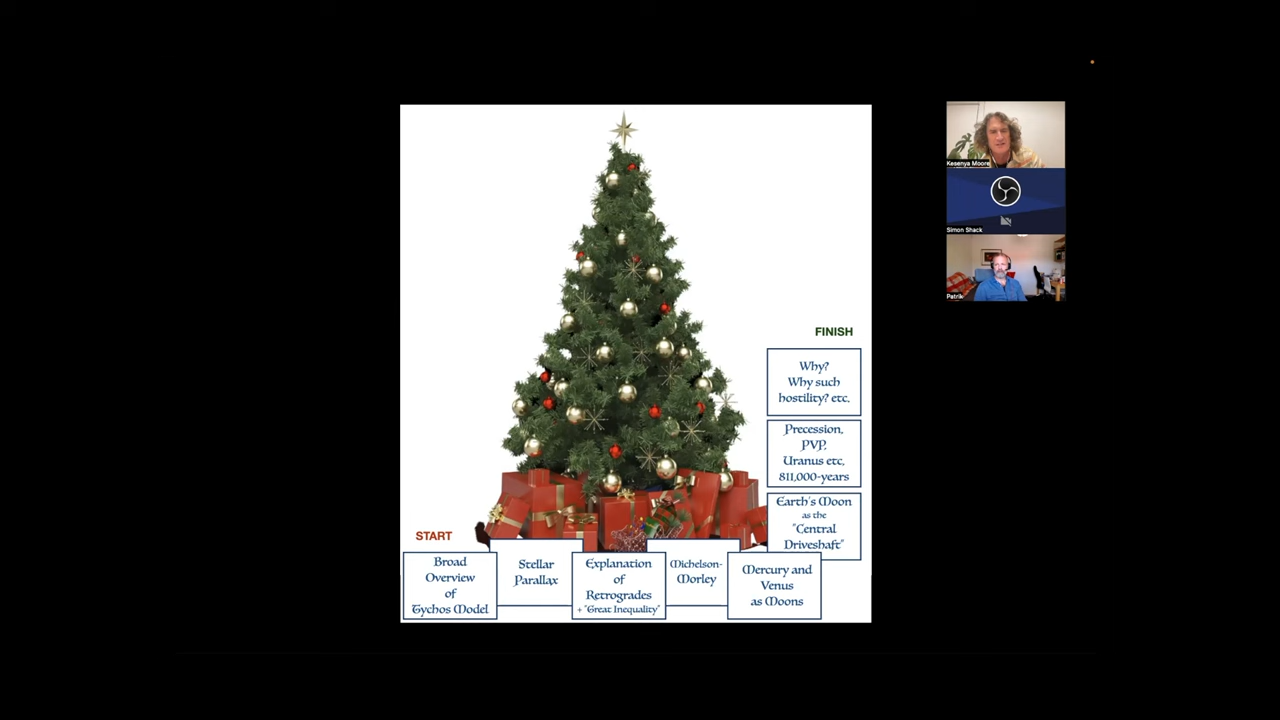 Kesenya Moore
Simon Shack
Patrik
FINISH
Why?
Why such
hostility? etc.
Precession,
PVP,
Uranus etc,
811,000-years
Earth's Moon
as the
"Central
Driveshaft"
START
Broad
Overview
of
Tychos Model
Stellar
Parallax
Explanation
of
Retrogrades
+ "Great Inequality"
Michelson-
Morley
Mercury and
Venus
as Moons